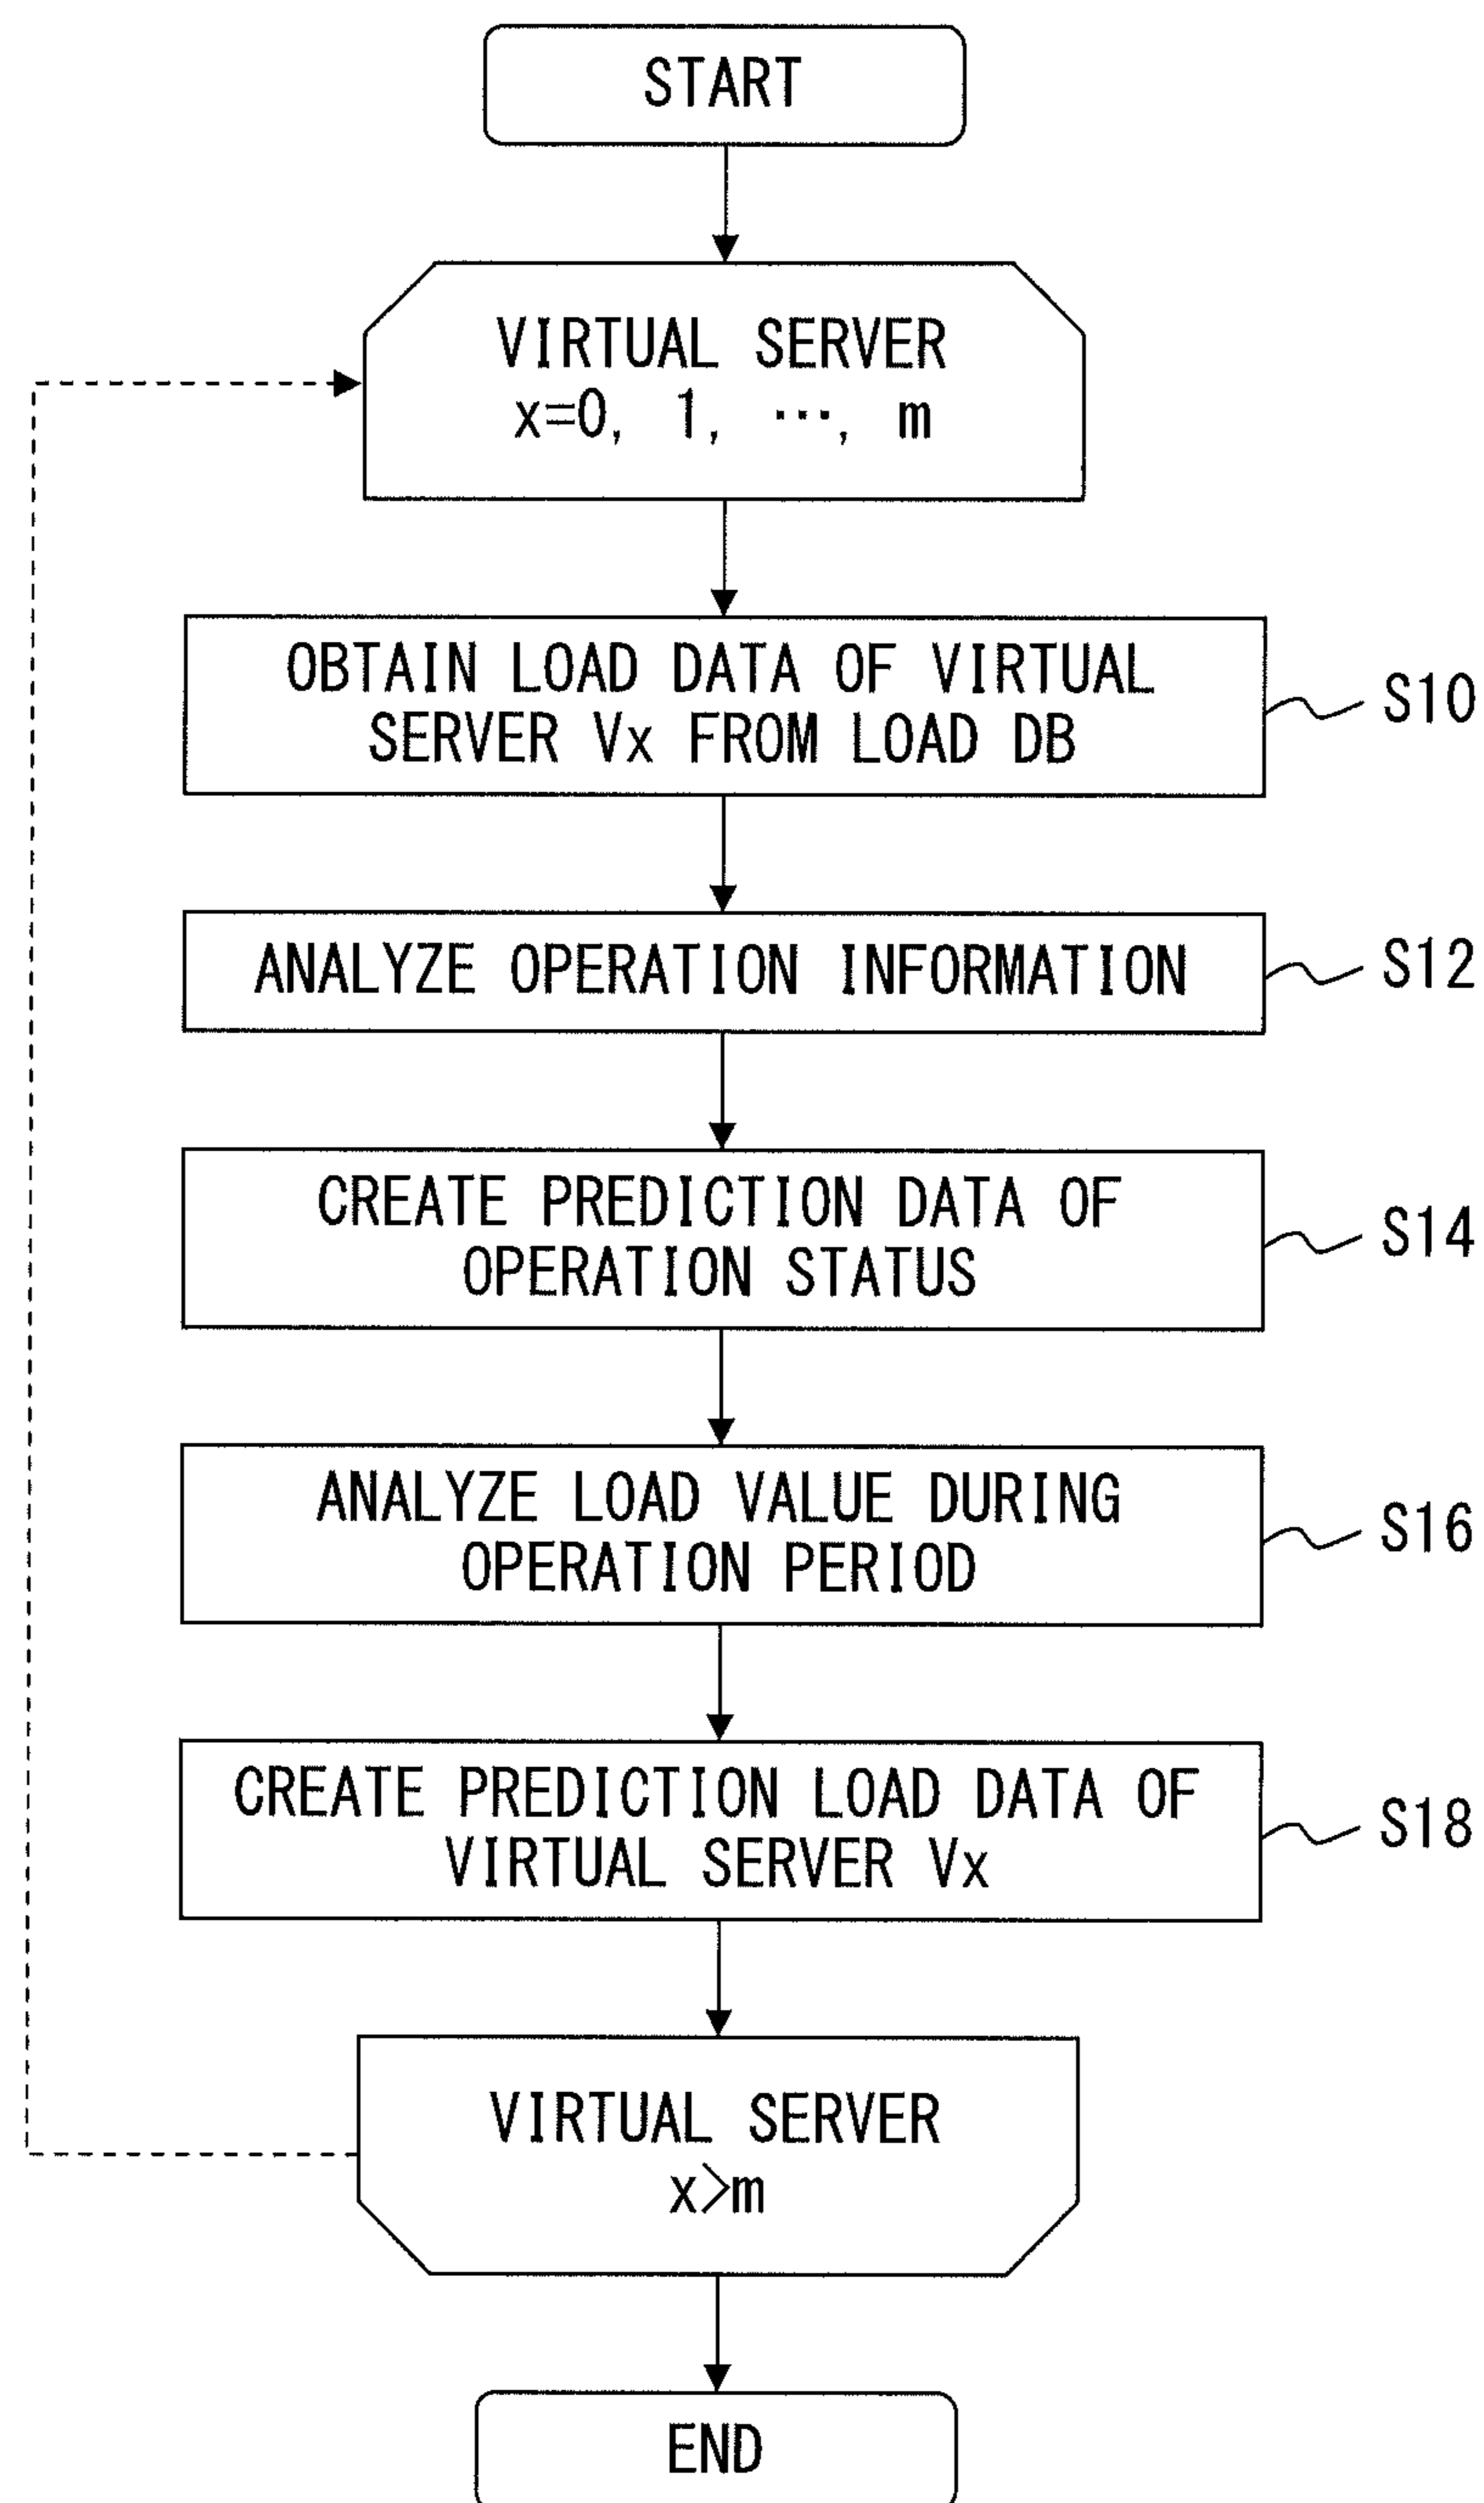 START
VIRTUAL SERVER
x=0, 1, ···, m
OBTAIN LOAD DATA OF VIRTUAL
SERVER Vx FROM LOAD DB
S10
ANALYZE OPERATION INFORMATION
S12
CREATE PREDICTION DATA OF
OPERATION STATUS
S14
ANALYZE LOAD VALUE DURING
OPERATION PERIOD
S16
CREATE PREDICTION LOAD DATA OF
VIRTUAL SERVER Vx
S18
VIRTUAL SERVER
x>m
END